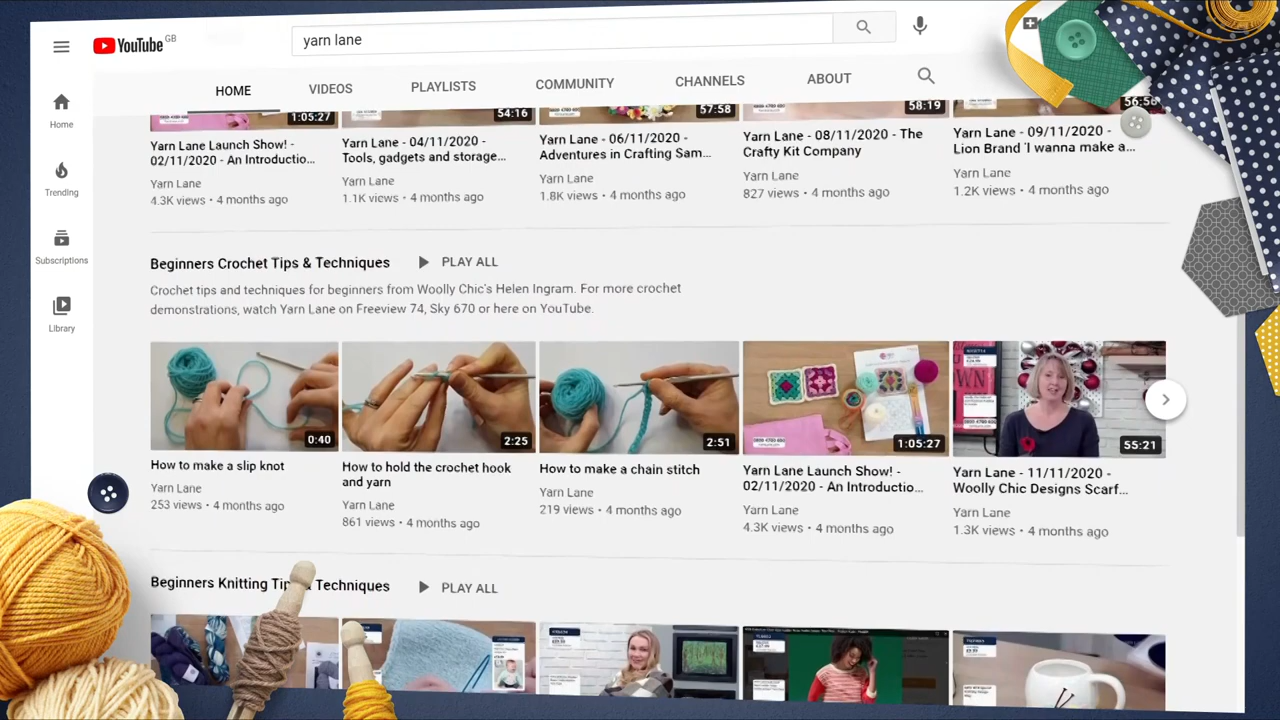 YouTube GB
yarn lane
HOME VIDEOS PLAYLISTS COMMUNITY CHANNELS ABOUT
Home
Trending
Subscriptions
Library
1:05:27
Yarn Lane Launch Show! -
02/11/2020 - An Introductio...
Yarn Lane
4.3K views • 4 months ago
54:16
Yarn Lane - 04/11/2020 -
Tools, gadgets and storage...
Yarn Lane
1.1K views • 4 months ago
57:58
Yarn Lane - 06/11/2020 -
Adventures in Crafting Sam...
Yarn Lane
1.8K views • 4 months ago
58:19
Yarn Lane - 08/11/2020 - The
Crafty Kit Company
Yarn Lane
827 views • 4 months ago
56:58
Yarn Lane - 09/11/2020 -
Lion Brand 'I wanna make a...
Yarn Lane
1.2K views • 4 months ago
Beginners Crochet Tips & Techniques PLAY ALL
Crochet tips and techniques for beginners from Woolly Chic's Helen Ingram. For more crochet
demonstrations, watch Yarn Lane on Freeview 74, Sky 670 or here on YouTube.
0:40
How to make a slip knot
Yarn Lane
253 views • 4 months ago
2:25
How to hold the crochet hook
and yarn
Yarn Lane
861 views • 4 months ago
2:51
How to make a chain stitch
Yarn Lane
219 views • 4 months ago
1:05:27
Yarn Lane Launch Show! -
02/11/2020 - An Introductio...
Yarn Lane
4.3K views • 4 months ago
55:21
Yarn Lane - 11/11/2020 -
Woolly Chic Designs Scarf...
Yarn Lane
1.3K views • 4 months ago
Beginners Knitting Tip & Techniques PLAY ALL